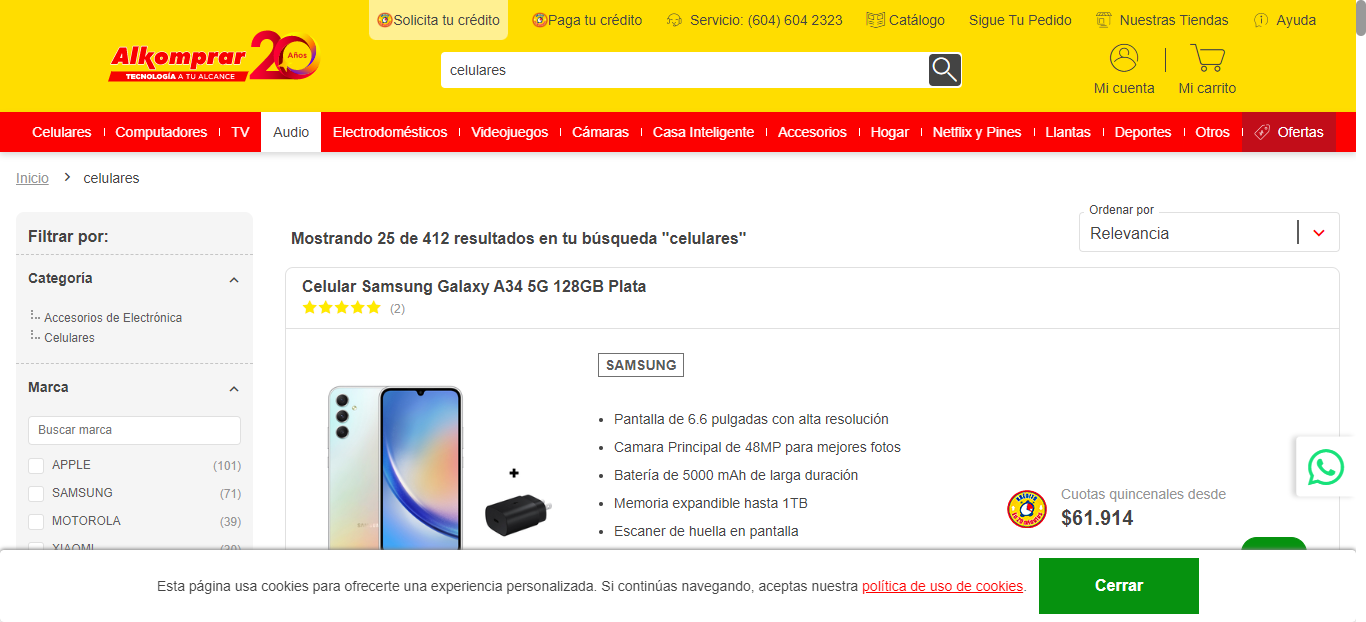 Solicita tu crédito
Paga tu crédito
Servicio: (604) 604 2323
Catálogo
Sigue Tu Pedido
Nuestras Tiendas
Ayuda
Alkomprar 20 Años
TECNOLOGÍA A TU ALCANCE
celulares
Mi cuenta
Mi carrito
Celulares
Computadores
TV
Audio
Electrodomésticos
Videojuegos
Cámaras
Casa Inteligente
Accesorios
Hogar
Netflix y Pines
Llantas
Deportes
Otros
Ofertas
Inicio > celulares
Filtrar por:
Categoría
Accesorios de Electrónica
Celulares
Marca
Buscar marca
APPLE (101)
SAMSUNG (71)
MOTOROLA (39)
XIAOMI
Mostrando 25 de 412 resultados en tu búsqueda "celulares"
Ordenar por
Relevancia
Celular Samsung Galaxy A34 5G 128GB Plata
(2)
SAMSUNG
• Pantalla de 6.6 pulgadas con alta resolución
• Camara Principal de 48MP para mejores fotos
• Batería de 5000 mAh de larga duración
• Memoria expandible hasta 1TB
• Escaner de huella en pantalla
Cuotas quincenales desde
$61.914
Esta página usa cookies para ofrecerte una experiencia personalizada. Si continúas navegando, aceptas nuestra política de uso de cookies.
Cerrar